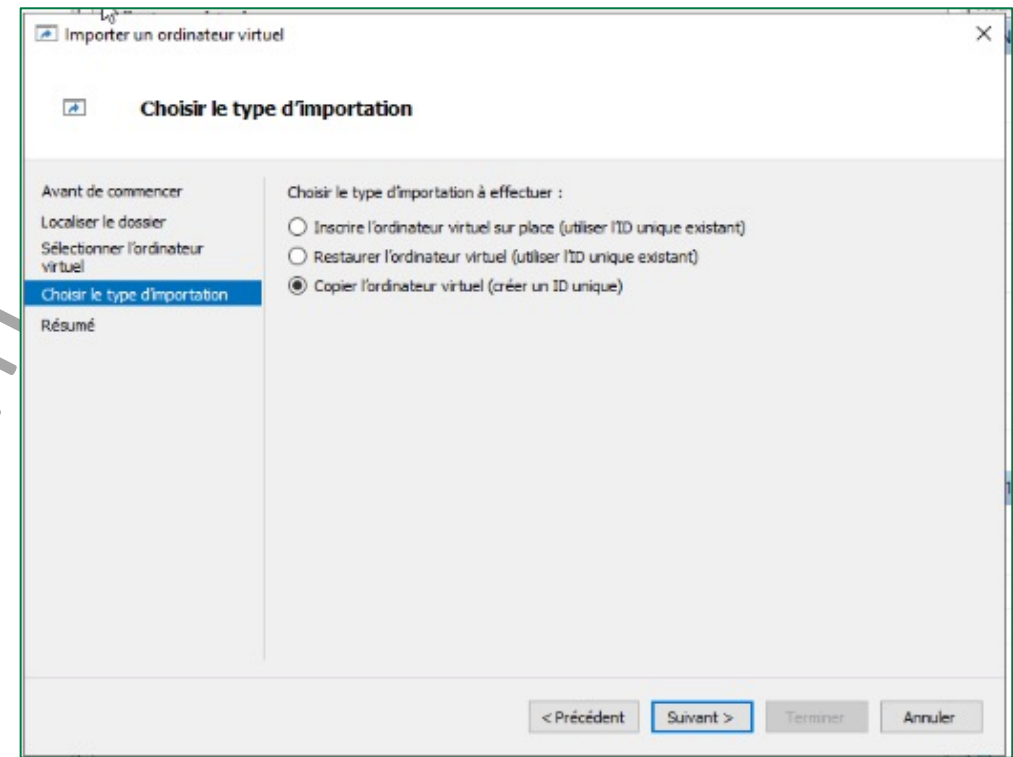 Importer un ordinateur virtuel
Choisir le type d'importation
Avant de commencer
Localiser le dossier
Sélectionner l'ordinateur
virtuel
Choisir le type d'importation
Résumé
Choisir le type d'importation à effectuer :
Inscrire l'ordinateur virtuel sur place (utiliser l'ID unique existant)
Restaurer l'ordinateur virtuel (utiliser l'ID unique existant)
Copier l'ordinateur virtuel (créer un ID unique)
< Précédent
Suivant >
Terminer
Annuler